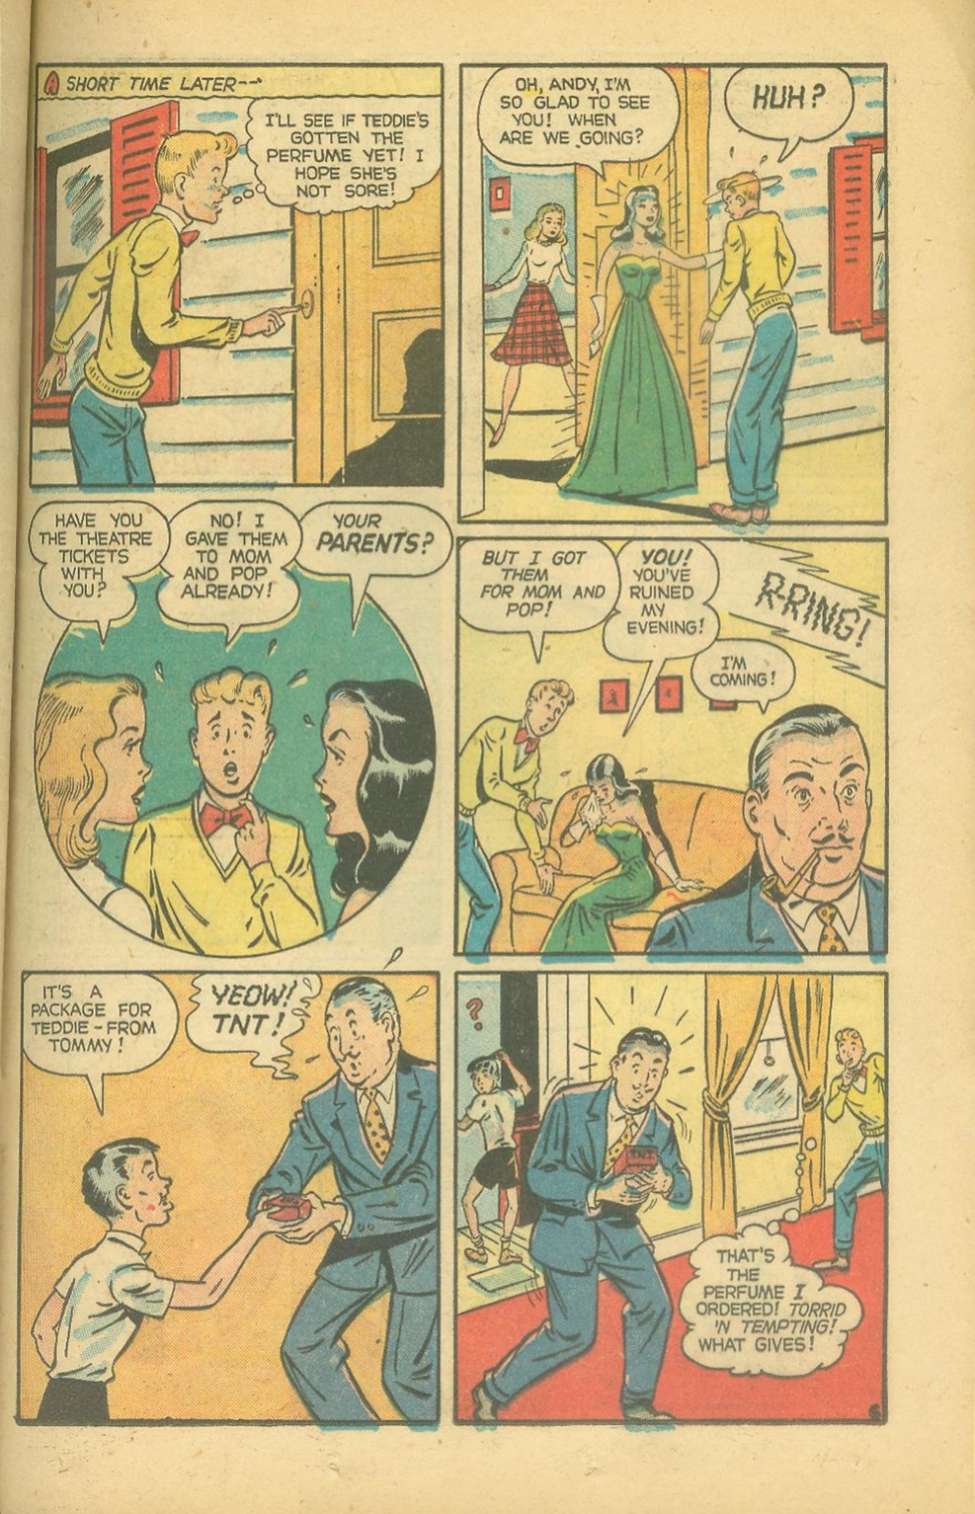 A SHORT TIME LATER--
I'LL SEE IF TEDDIE'S
GOTTEN THE
PERFUME YET! I
HOPE SHE'S
NOT SORE!
OH, ANDY, I'M
SO GLAD TO SEE
YOU! WHEN
ARE WE GOING?
HUH?
HAVE YOU
THE THEATRE
TICKETS
WITH
YOU?
NO! I
GAVE THEM
TO MOM
AND POP
ALREADY!
YOUR
PARENTS?
BUT I GOT
THEM
FOR MOM AND
POP!
YOU!
YOU'VE
RUINED
MY
EVENING!
R-RING!
I'M
COMING!
IT'S A
PACKAGE FOR
TEDDIE - FROM
TOMMY!
YEOW!
TNT!
?
TNT
THAT'S
THE
PERFUME I
ORDERED! TORRID
'N TEMPTING!
WHAT GIVES!
6